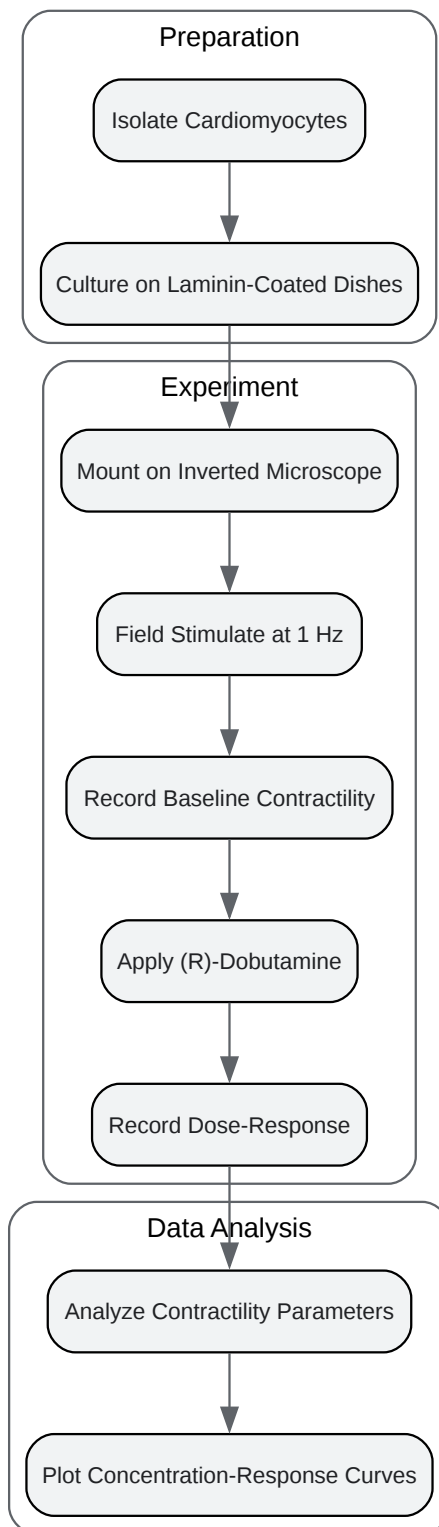 Preparation
Isolate Cardiomyocytes
Culture on Laminin-Coated Dishes
Experiment
Mount on Inverted Microscope
Field Stimulate at 1 Hz
Record Baseline Contractility
Apply (R)-Dobutamine
Record Dose-Response
Data Analysis
Analyze Contractility Parameters
Plot Concentration-Response Curves